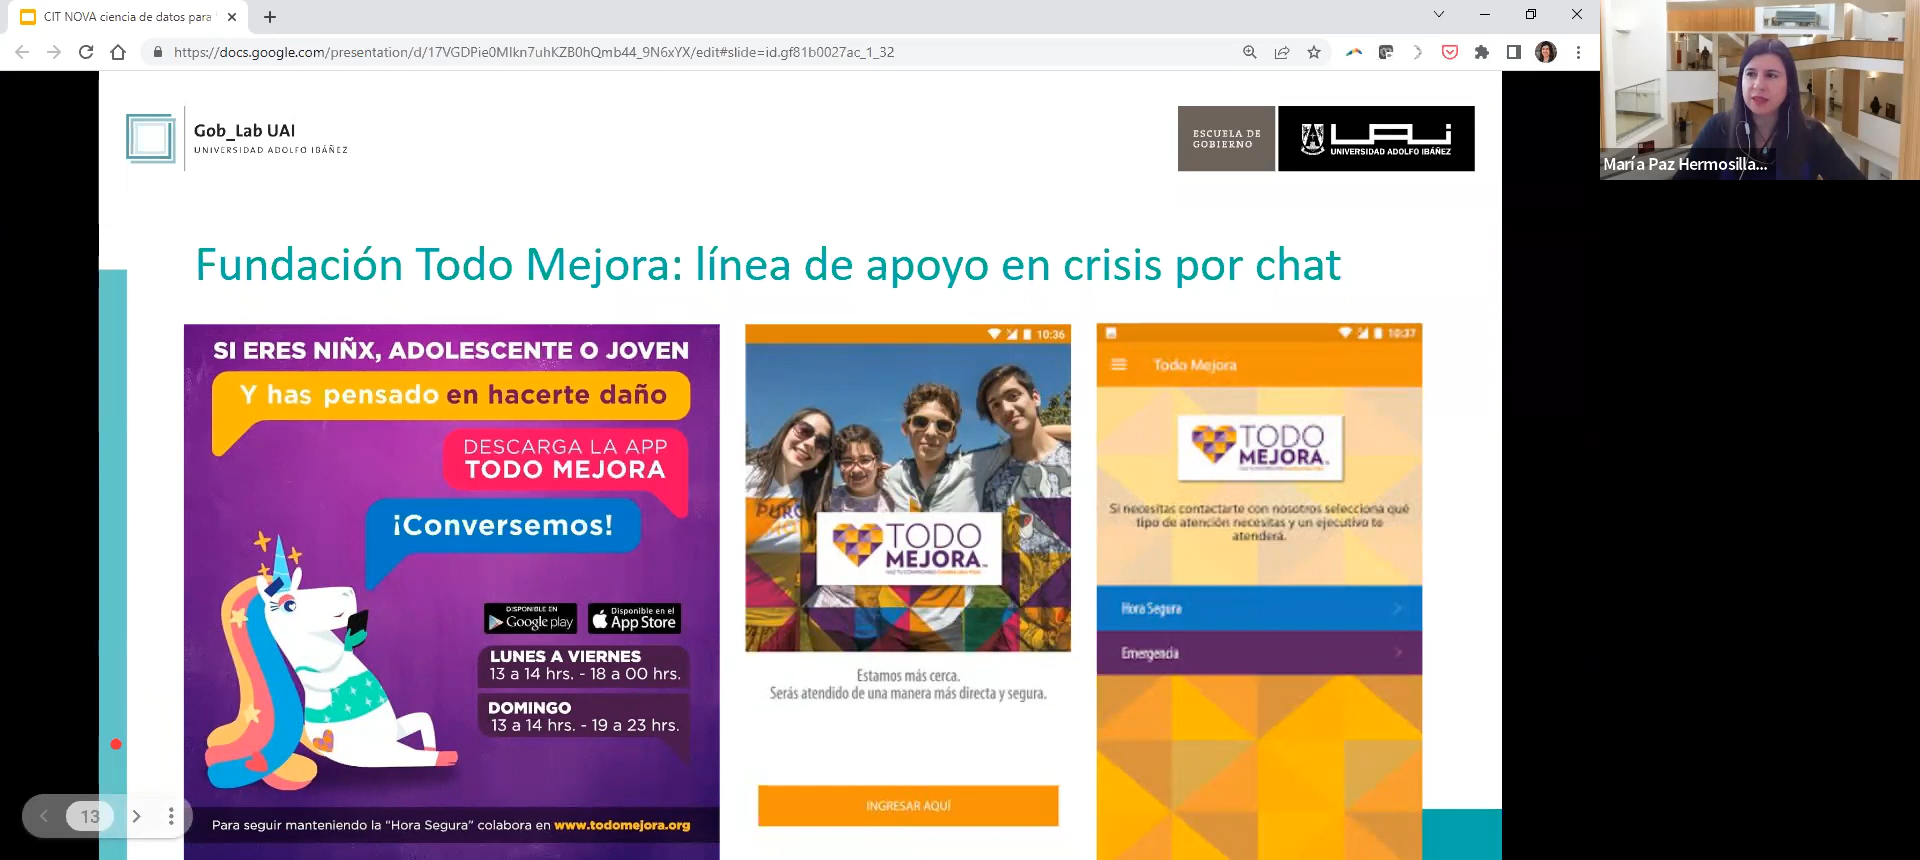 CIT NOVA ciencia de datos para
https://docs.google.com/presentation/d/17VGDPie0Mlkn7uhKZB0hQmb44_9N6xYX/edit#slide=id.gf81b0027ac_1_32
Gob_Lab UAI
UNIVERSIDAD ADOLFO IBÁÑEZ
ESCUELA DE
GOBIERNO
UAI
UNIVERSIDAD ADOLFO IBÁÑEZ
María Paz Hermosilla...
Fundación Todo Mejora: línea de apoyo en crisis por chat
SI ERES NIÑX, ADOLESCENTE O JOVEN
Y has pensado en hacerte daño
DESCARGA LA APP
TODO MEJORA
¡Conversemos!
DISPONIBLE EN
Google play
Disponible en el
App Store
LUNES A VIERNES
13 a 14 hrs. - 18 a 00 hrs.
DOMINGO
13 a 14 hrs. - 19 a 23 hrs.
Para seguir manteniendo la "Hora Segura" colabora en www.todomejora.org
10:36
TODO
MEJORA
Estamos más cerca.
Serás atendido de una manera más directa y segura.
INGRESAR AQUÍ
10:37
Todo Mejora
TODO
MEJORA
Si necesitas contactarte con nosotros selecciona qué
tipo de atención necesitas y un ejecutivo te
atenderá.
Hora Segura
Emergencia
13